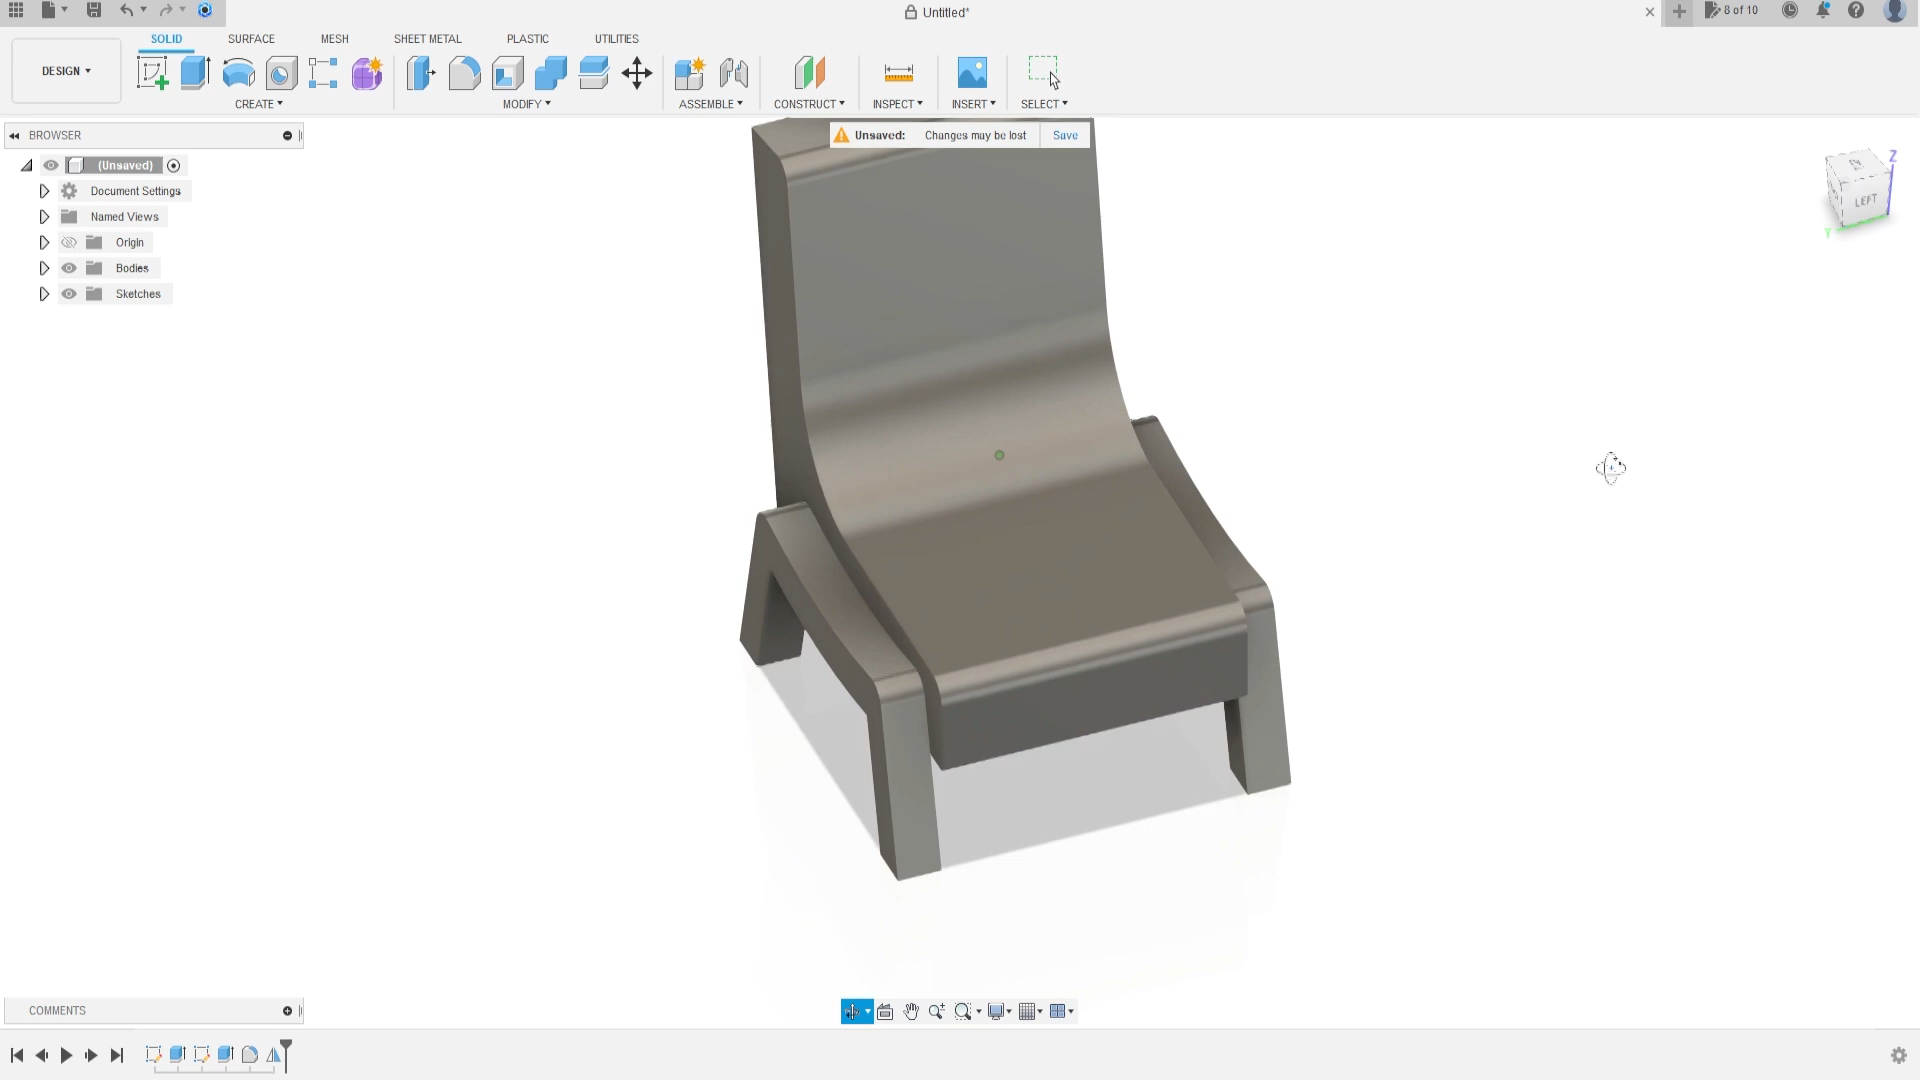 Untitled*
8 of 10
DESIGN
SOLID
SURFACE
MESH
SHEET METAL
PLASTIC
UTILITIES
CREATE
MODIFY
ASSEMBLE
CONSTRUCT
INSPECT
INSERT
SELECT
BROWSER
Unsaved: Changes may be lost Save
(Unsaved)
Document Settings
Named Views
Origin
Bodies
Sketches
Z
LEFT
Y
COMMENTS